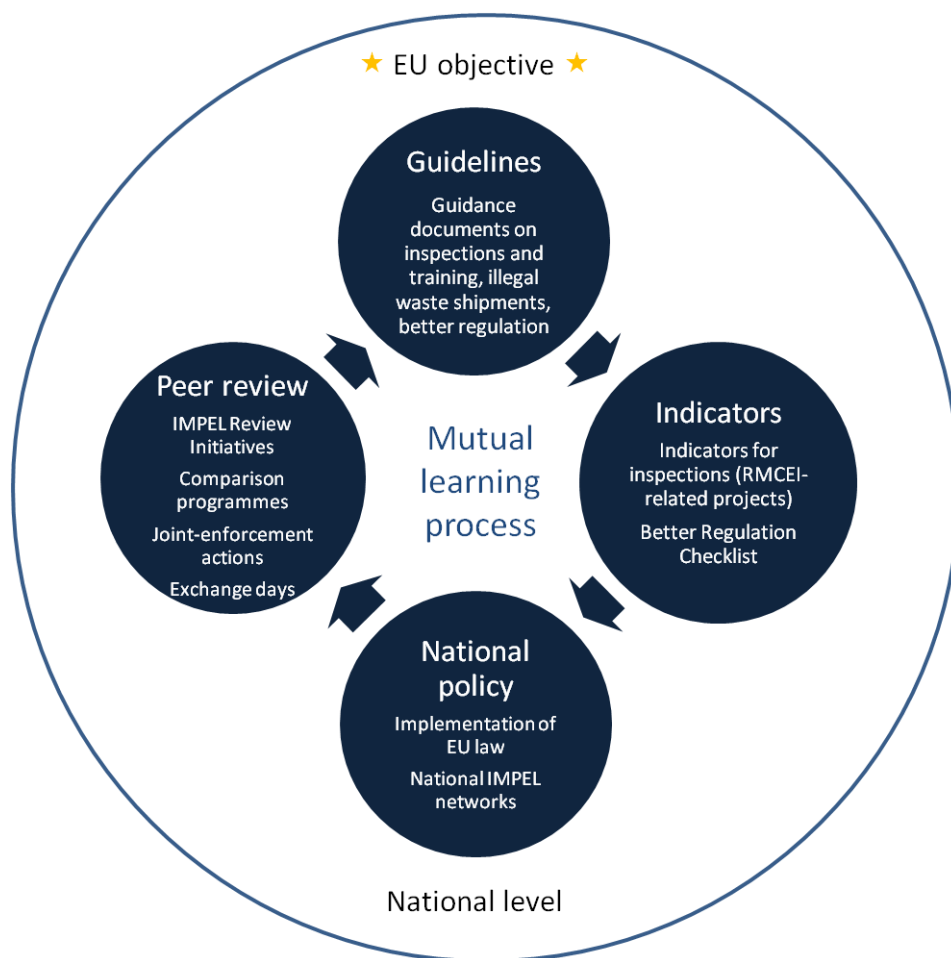 EU objective
Guidelines
Guidance
documents on
inspections and
training, illegal
waste shipments,
better regulation
Peer review
IMPEL Review
Initiatives
Comparison
programmes
Joint-enforcement
actions
Exchange days
Mutual
learning
process
Indicators
Indicators for
inspections (RMCEI-
related projects)
Better Regulation
Checklist
National
policy
Implementation of
EU law
National IMPEL
networks
National level